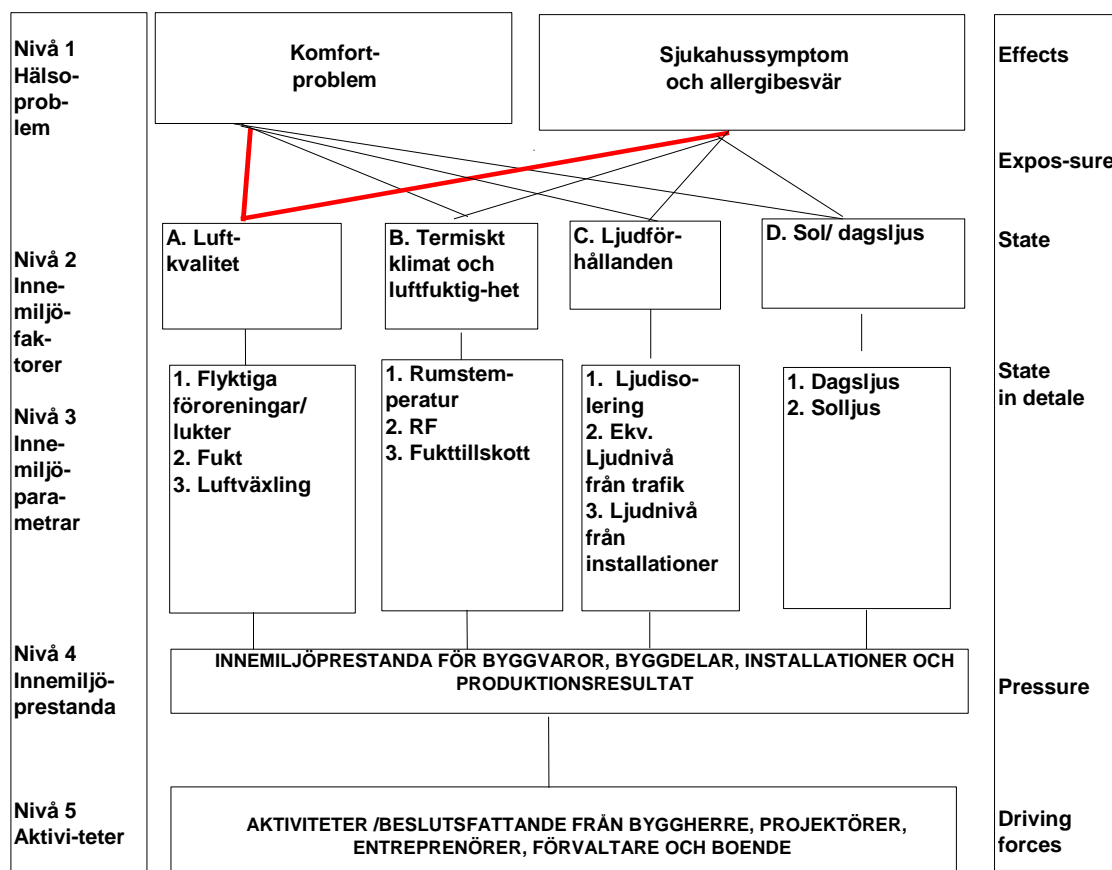 Nivå 1
Hälso-
prob-
lem
Komfort-
problem
Sjukahussymptom
och allergibesvär
Effects
Expos-sure
Nivå 2
Inne-
miljö-
fak-
torer
A. Luft-
kvalitet
B. Termiskt
klimat och
luftfuktig-het
C. Ljudför-
hållanden
D. Sol/ dagsljus
State
Nivå 3
Inne-
miljö-
para-
metrar
1. Flyktiga
föroreningar/
lukter
2. Fukt
3. Luftväxling
1. Rumstem-
peratur
2. RF
3. Fukttillskott
1. Ljudiso-
lering
2. Ekv.
Ljudnivå
från trafik
3. Ljudnivå
från
installationer
1. Dagsljus
2. Solljus
State
in detale
Nivå 4
Innemiljö-
prestanda
INNEMILJÖPRESTANDA FÖR BYGGVAROR, BYGGDELAR, INSTALLATIONER OCH
PRODUKTIONSRESULTAT
Pressure
Nivå 5
Aktivi-teter
AKTIVITETER /BESLUTSFATTANDE FRÅN BYGGHERRE, PROJEKTÖRER,
ENTREPRENÖRER, FÖRVALTARE OCH BOENDE
Driving
forces